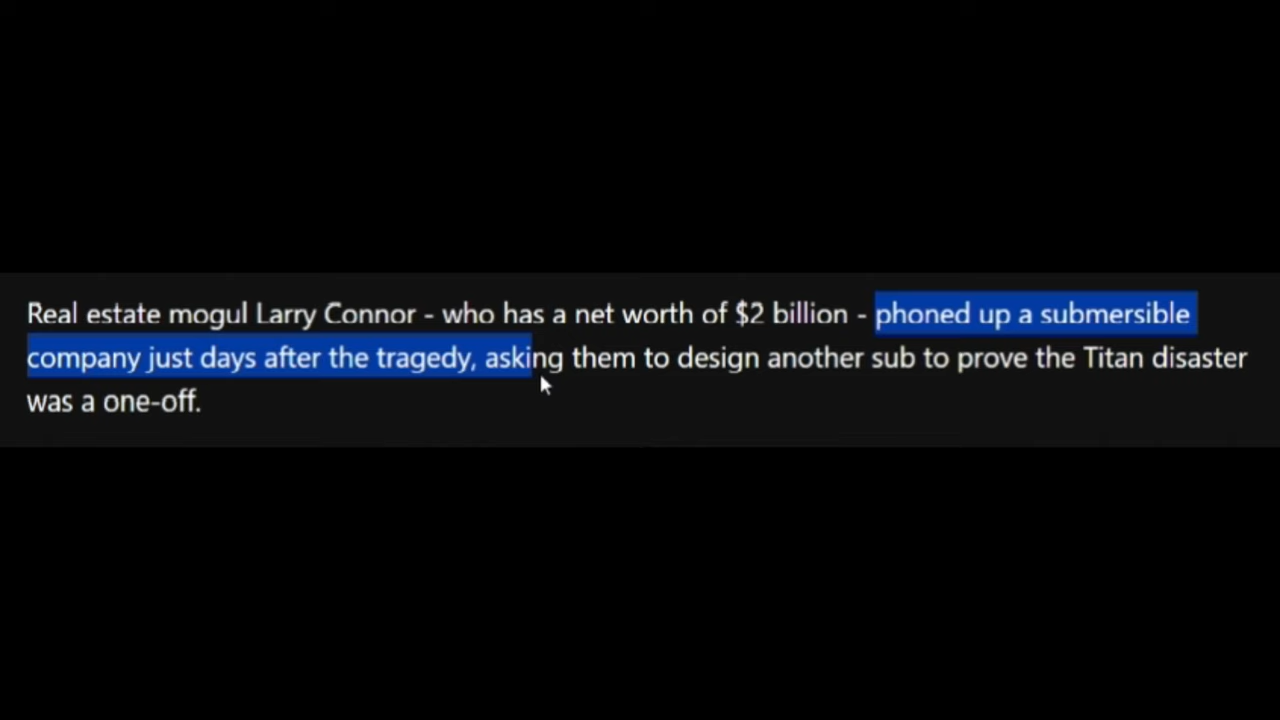 Real estate mogul Larry Connor - who has a net worth of $2 billion - phoned up a submersible
company just days after the tragedy, asking them to design another sub to prove the Titan disaster
was a one-off.